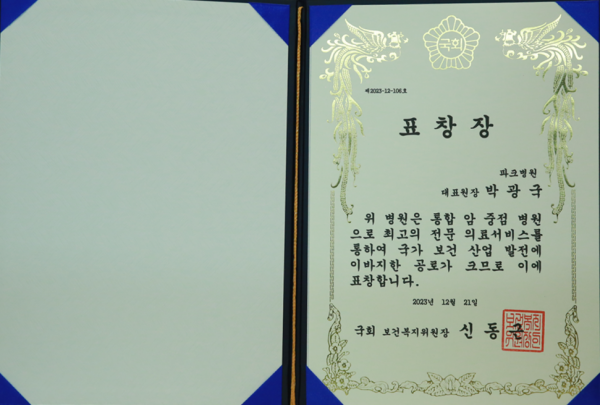 국회
제2023-12-106호
표창장
파크병원
대표원장 박광국
위 병원은 통합 암 중점 병원
으로 최고의 전문 의료서비스를
통하여 국가 보건 산업 발전에
이바지한 공로가 크므로 이에
표창합니다.
2023년 12월 21일
국회 보건복지위원장 신동근